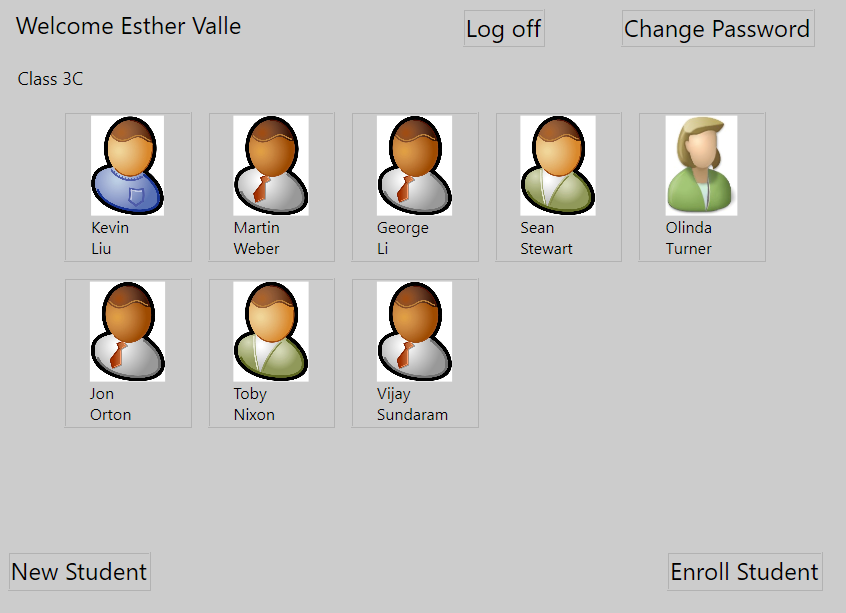 Welcome Esther Valle
Log off
Change Password
Class 3C
Kevin
Liu
Martin
Weber
George
Li
Sean
Stewart
Olinda
Turner
Jon
Orton
Toby
Nixon
Vijay
Sundaram
New Student
Enroll Student